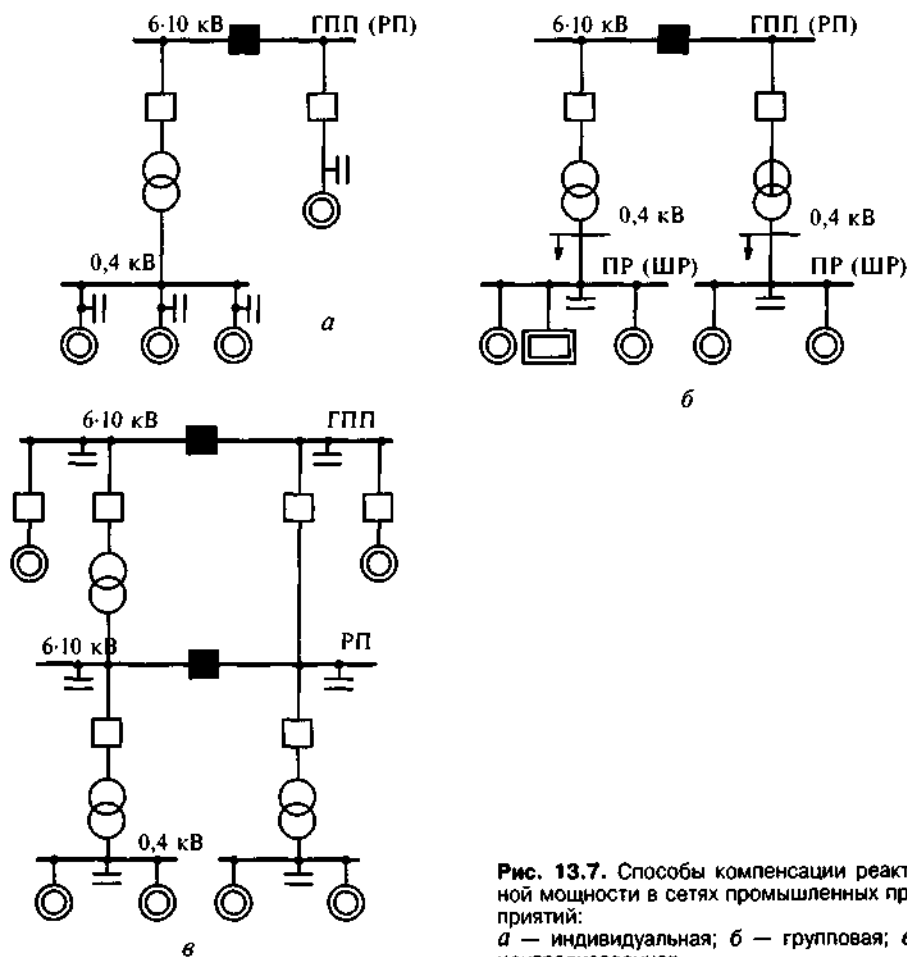 6·10 кВ ГПП (РП)
0,4 кВ
а
6·10 кВ ГПП (РП)
0,4 кВ 0,4 кВ
ПР (ШР) ПР (ШР)
б
6·10 кВ ГПП
6·10 кВ РП
0,4 кВ
в
Рис. 13.7. Способы компенсации реакт
ной мощности в сетях промышленных пр
приятий:
а — индивидуальная; б — групповая;